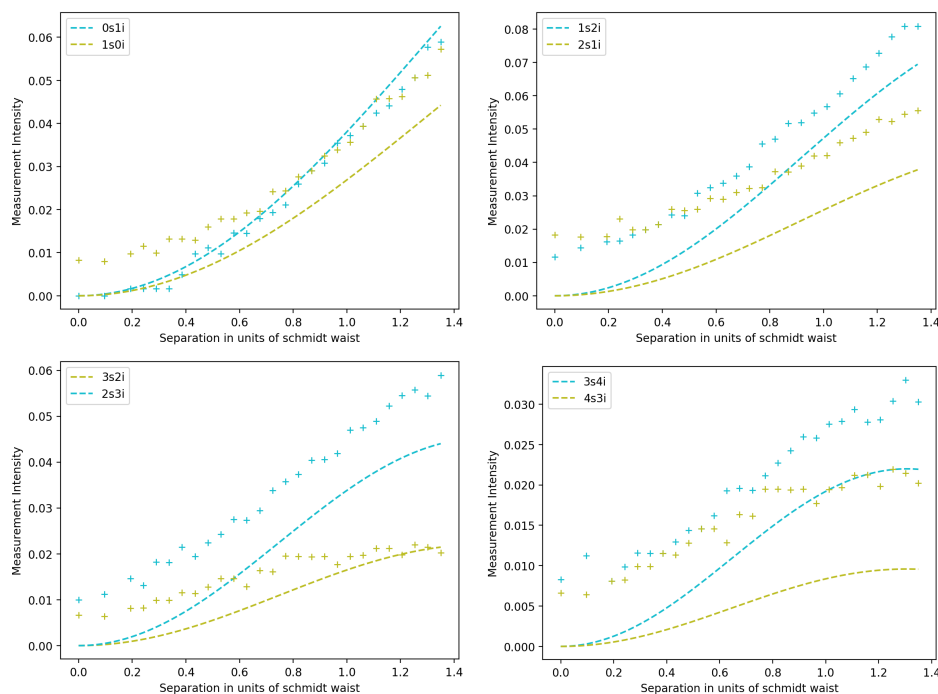 0s1i
1s0i
0.06
0.05
0.04
0.03
0.02
0.01
0.00
Measurement Intensity
0.0 0.2 0.4 0.6 0.8 1.0 1.2 1.4
Separation in units of schmidt waist
1s2i
2s1i
0.08
0.07
0.06
0.05
0.04
0.03
0.02
0.01
0.00
Measurement Intensity
0.0 0.2 0.4 0.6 0.8 1.0 1.2 1.4
Separation in units of schmidt waist
3s2i
2s3i
0.06
0.05
0.04
0.03
0.02
0.01
0.00
Measurement Intensity
0.0 0.2 0.4 0.6 0.8 1.0 1.2 1.4
Separation in units of schmidt waist
3s4i
4s3i
0.030
0.025
0.020
0.015
0.010
0.005
0.000
Measurement Intensity
0.0 0.2 0.4 0.6 0.8 1.0 1.2 1.4
Separation in units of schmidt waist